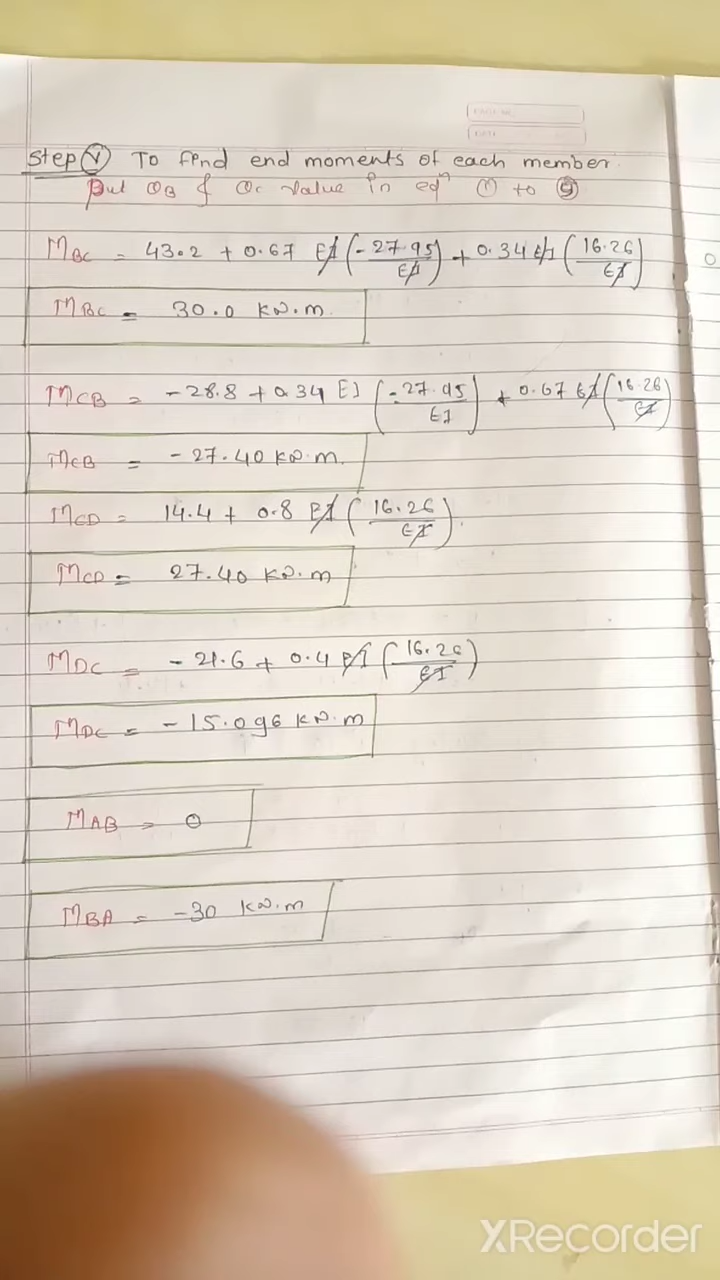 Step V To find end moments of each member.
Put θB & θc value in eqⁿ ① to ⑤
MBC = 43.2 + 0.67 EI (-27.95/EI) + 0.34 EI (16.26/EI)
MBC = 30.0 KN.m
MCB = -28.8 + 0.34 EI (-27.95/EI) + 0.67 EI (16.26/EI)
MCB = -27.40 KN.m
MCD = 14.4 + 0.8 EI (16.26/EI)
MCD = 27.40 KN.m
MDC = -21.6 + 0.4 EI (16.26/EI)
MDC = -15.096 KN.m
MAB = 0
MBA = -30 KN.m
XRecorder